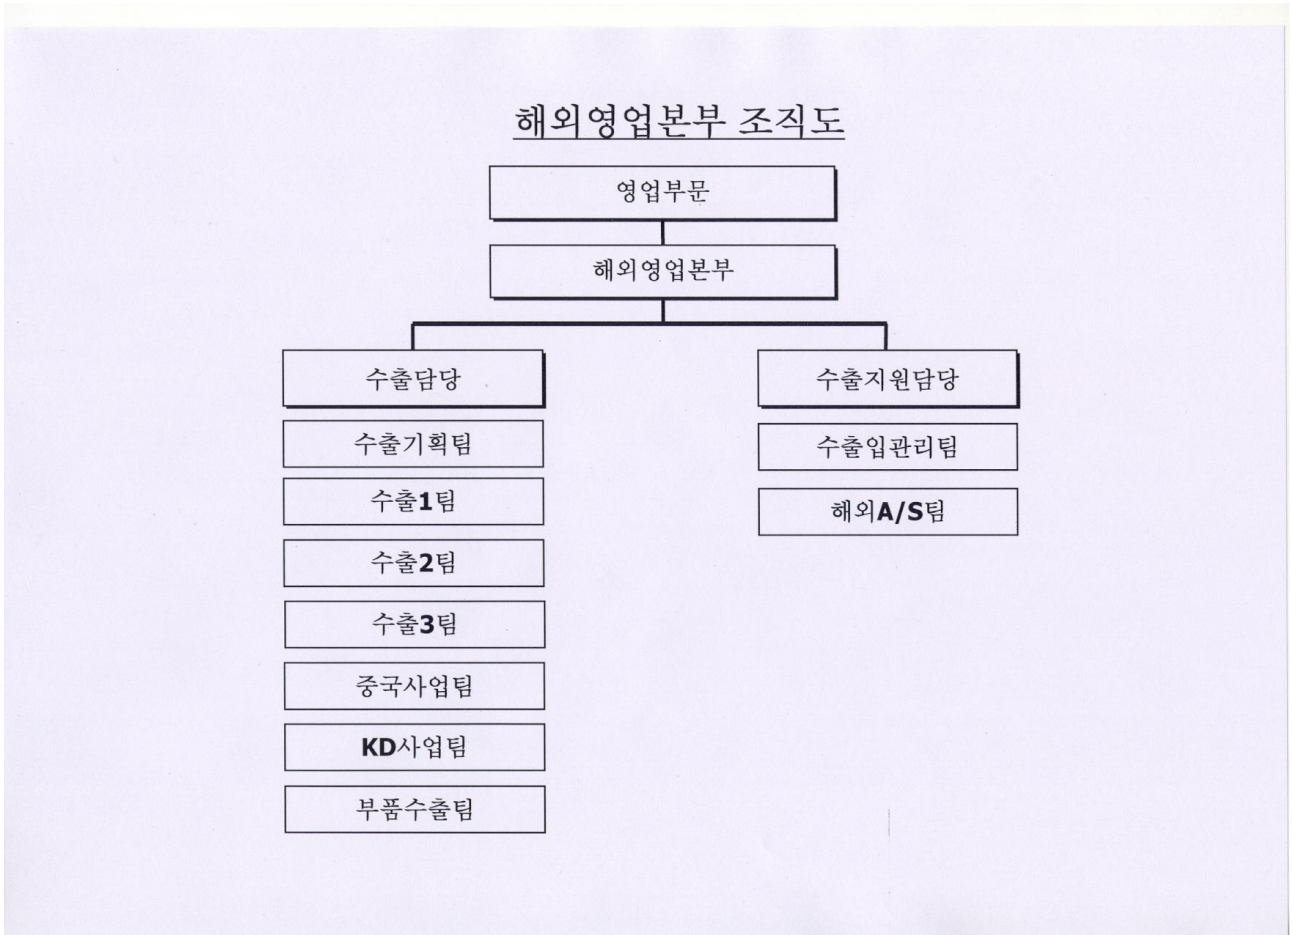 해외영업본부 조직도
영업부문
해외영업본부
수출담당
수출기획팀
수출1팀
수출2팀
수출3팀
중국사업팀
KD사업팀
부품수출팀
수출지원담당
수출입관리팀
해외A/S팀